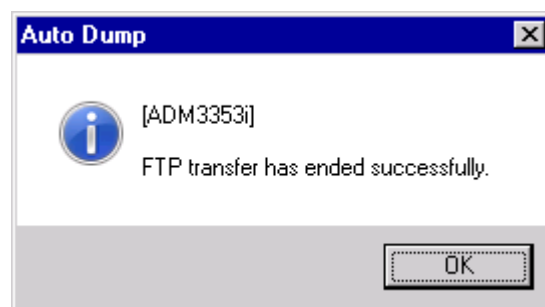 Auto Dump
[ADM3353i]
FTP transfer has ended successfully.
OK